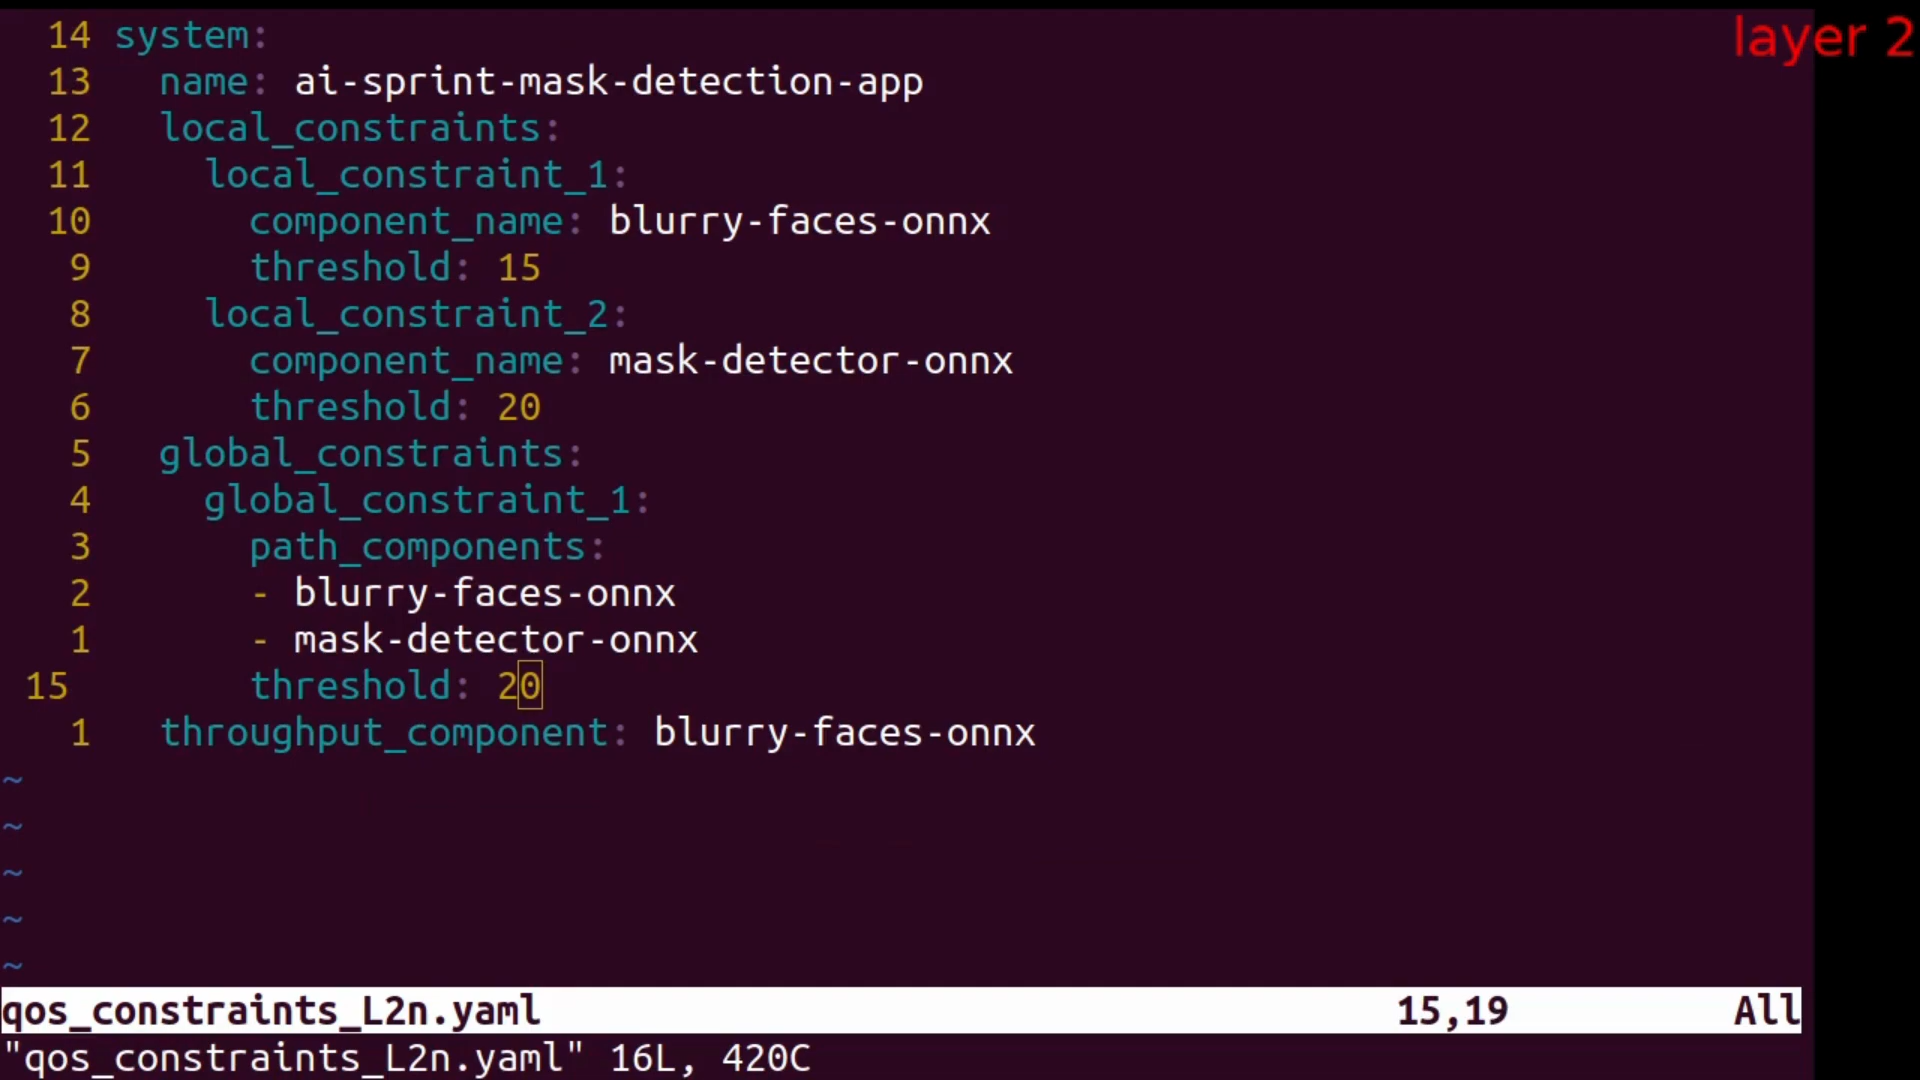 layer 2
14 system:
13   name: ai-sprint-mask-detection-app
12   local_constraints:
11     local_constraint_1:
10       component_name: blurry-faces-onnx
9       threshold: 15
8     local_constraint_2:
7       component_name: mask-detector-onnx
6       threshold: 20
5   global_constraints:
4     global_constraint_1:
3       path_components:
2       - blurry-faces-onnx
1       - mask-detector-onnx
15       threshold: 20
1   throughput_component: blurry-faces-onnx
~
~
~
~
~
qos_constraints_L2n.yaml 15,19 All
"qos_constraints_L2n.yaml" 16L, 420C